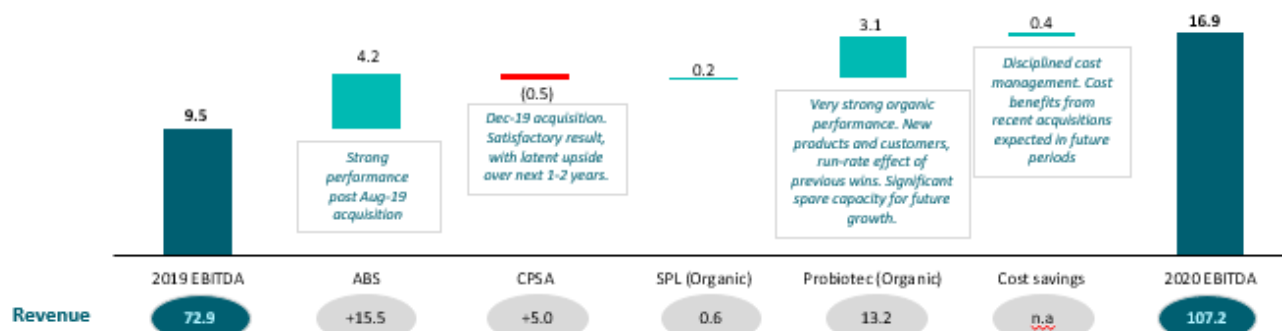 16.9
0.4
3.1
4.2
0.2
(0.5)
9.5
Strong
performance
post Aug-19
acquisition
Dec-19 acquisition.
Satisfactory result,
with latent upside
over next 1-2 years.
Very strong organic
performance. New
products and customers,
run-rate effect of
previous wins. Significant
spare capacity for future
growth.
Disciplined cost
management. Cost
benefits from
recent acquisitions
expected in future
periods
2019 EBITDA ABS CPSA SPL (Organic) Probiotec (Organic) Cost savings 2020 EBITDA
Revenue 72.9 +15.5 +5.0 0.6 13.2 n.a 107.2